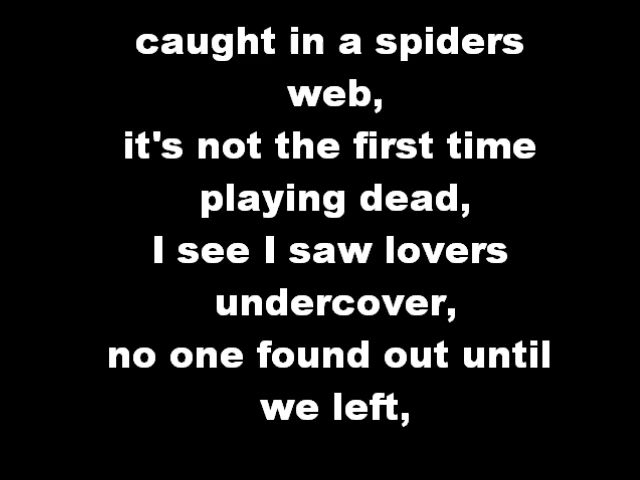 caught in a spiders
web,
it's not the first time
playing dead,
I see I saw lovers
undercover,
no one found out until
we left,